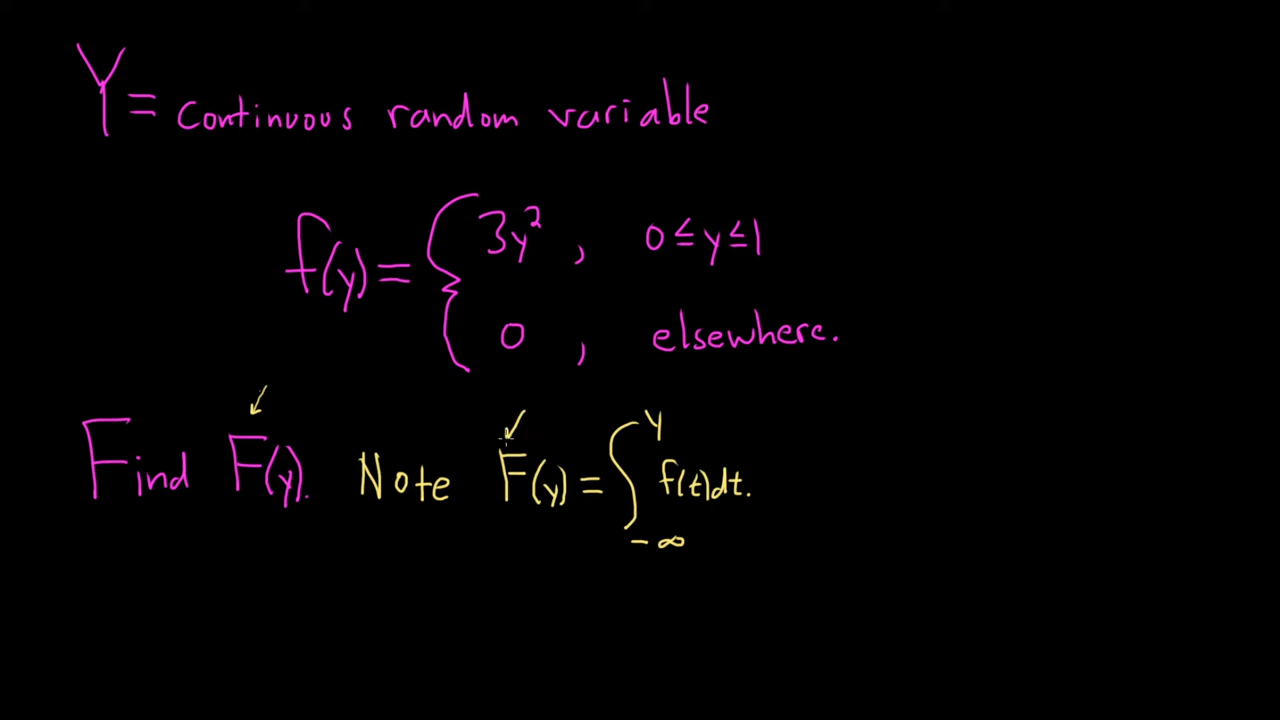 Y = continuous random variable
f(y) = { 3y², 0 ≤ y ≤ 1
0, elsewhere.
Find F(y). Note F(y) = ∫_{-∞}^{y} f(t)dt.